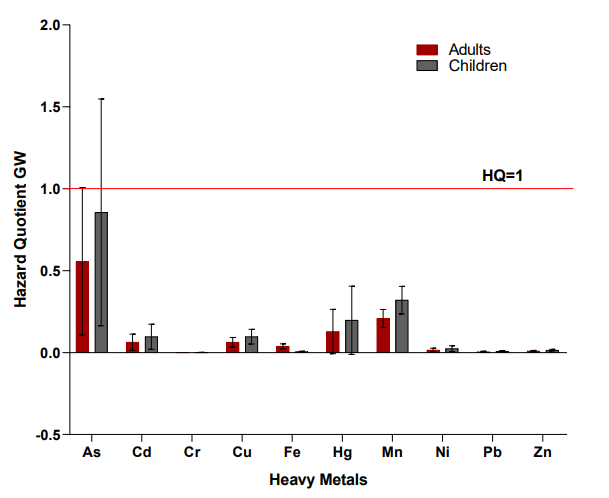 2.0
Adults
Children
1.5
HQ=1
1.0
Hazard Quotient GW
0.5
0.0
-0.5
As Cd Cr Cu Fe Hg Mn Ni Pb Zn
Heavy Metals